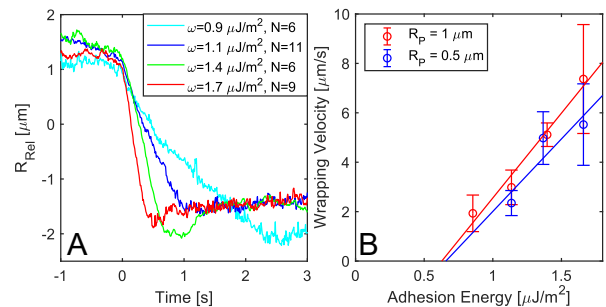 ω=0.9 μJ/m², N=6
ω=1.1 μJ/m², N=11
ω=1.4 μJ/m², N=6
ω=1.7 μJ/m², N=9
2
1
0
-1
-2
R_Rel [μm]
A
-1 0 1 2 3
Time [s]
R_P = 1 μm
R_P = 0.5 μm
10
8
6
4
2
0
Wrapping Velocity [μm/s]
B
0 0.5 1 1.5
Adhesion Energy [μJ/m²]